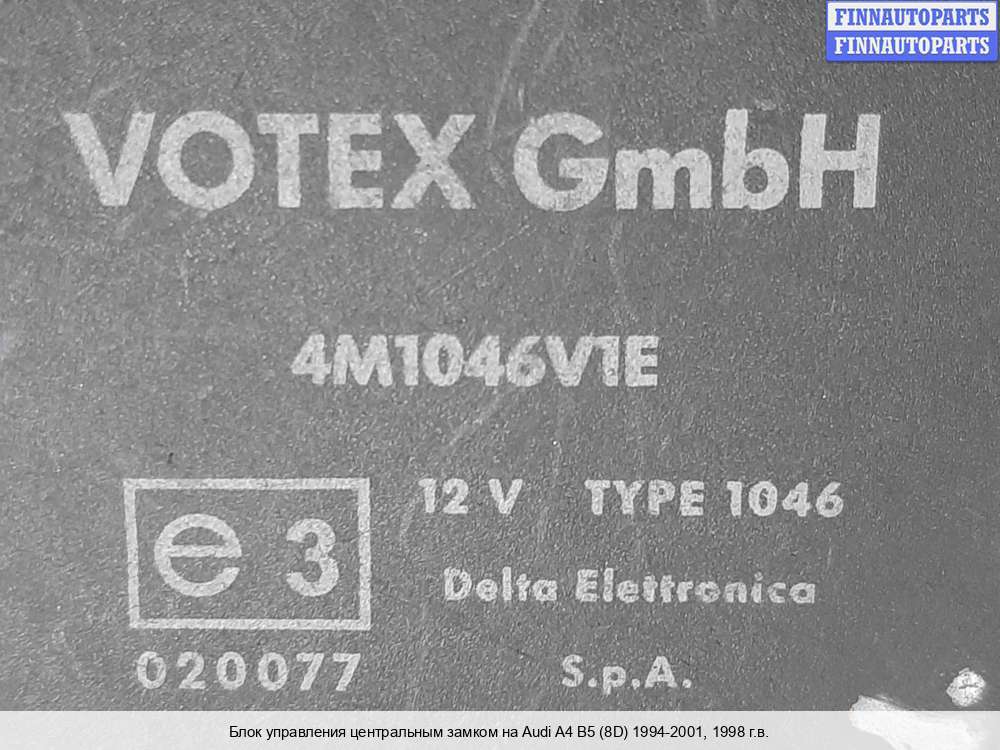 FINNAUTOPARTS
FINNAUTOPARTS
VOTEX GmbH
4M1046V1E
12 V TYPE 1046
e 3
Delta Elettronica
020077
S.p.A.
Блок управления центральным замком на Audi A4 B5 (8D) 1994-2001, 1998 г.в.